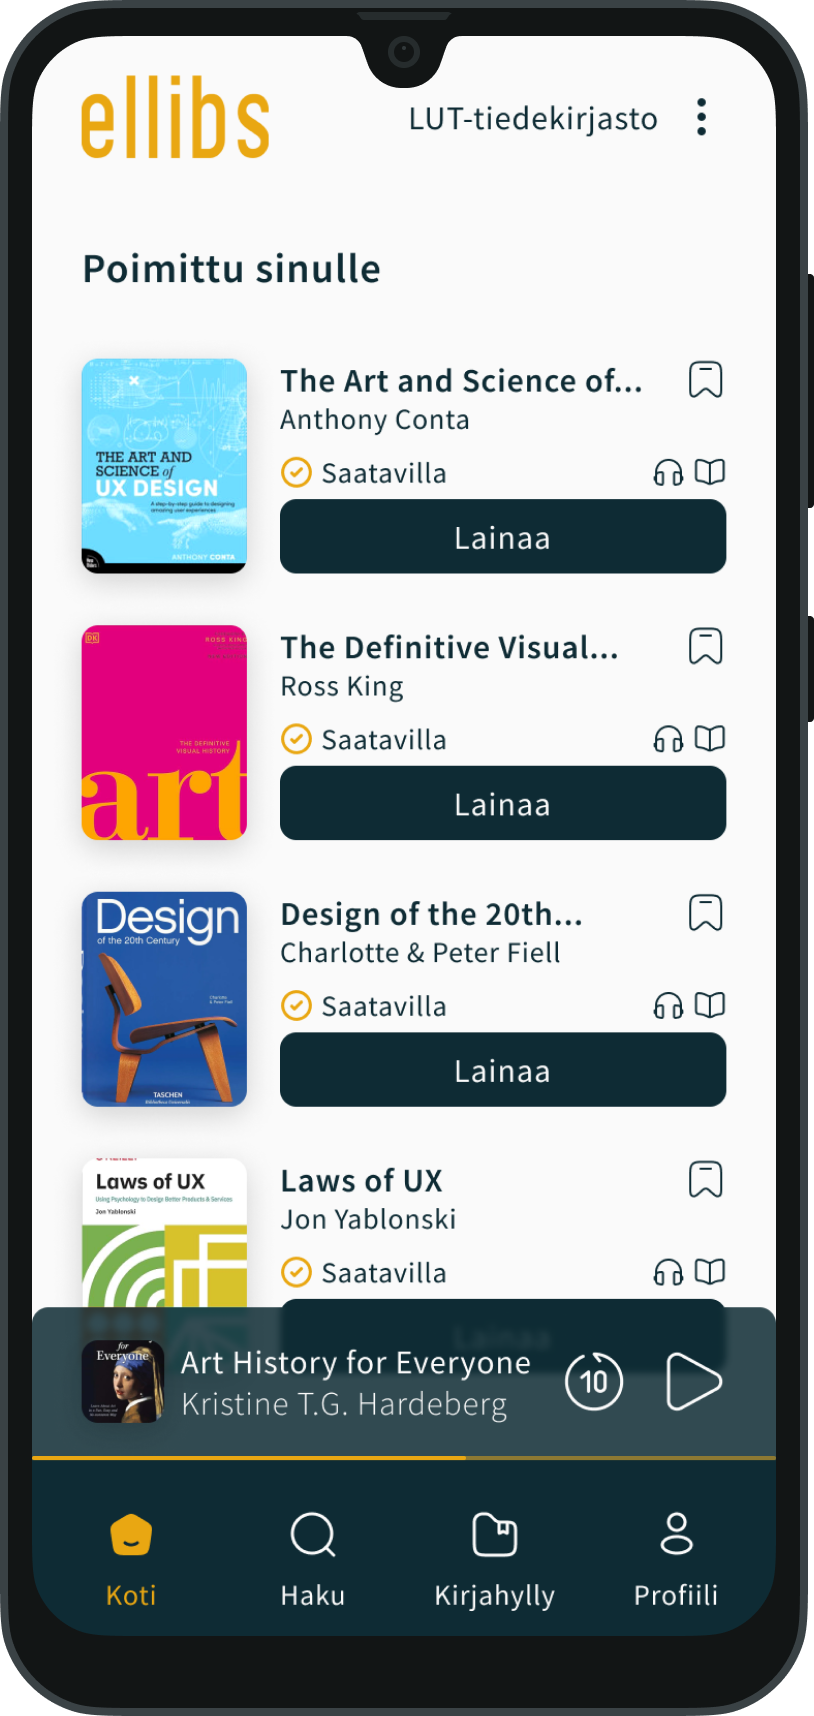 ellibs
LUT-tiedekirjasto
Poimittu sinulle
THE ART AND
SCIENCE of
UX DESIGN
A step-by-step guide to designing
amazing user experiences
ANTHONY CONTA
The Art and Science of...
Anthony Conta
Saatavilla
Lainaa
DK
ROSS KING
THE DEFINITIVE
VISUAL HISTORY
art
The Definitive Visual...
Ross King
Saatavilla
Lainaa
Design
of the 20th Century
Charlotte
& Peter Fiell
TASCHEN
Design of the 20th...
Charlotte & Peter Fiell
Saatavilla
Lainaa
Laws of UX
Using Psychology to Design Better Products & Services
Jon Yablonski
Laws of UX
Jon Yablonski
Saatavilla
Lainaa
for
Everyone
Art History for Everyone
Kristine T.G. Hardeberg
10
Koti
Haku
Kirjahylly
Profiili